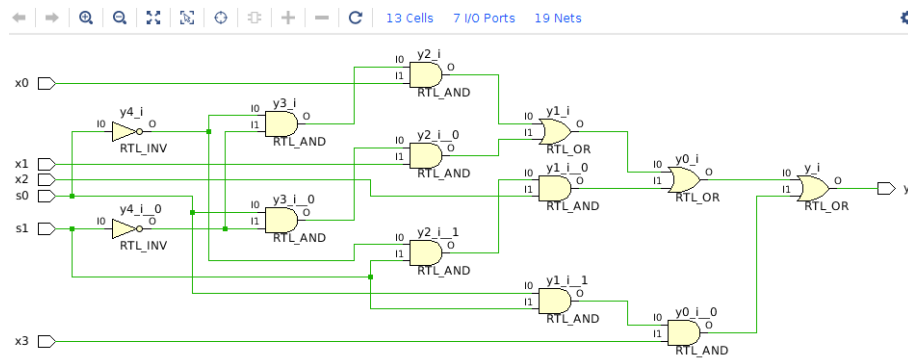 13 Cells 7 I/O Ports 19 Nets
y2_i
I0 O
x0 I1
RTL_AND
y3_i
y4_i I0 O y1_i
I0 O I1 I0 O
RTL_INV RTL_AND y2_i__0 I1
I0 O RTL_OR
x1 I1 y1_i__0 y0_i
x2 RTL_AND I0 O I0 O y_i
s0 y3_i__0 I1 I1 I0 O
y4_i__0 I0 O RTL_AND RTL_OR I1 y
s1 I0 O I1 y2_i__1 RTL_OR
RTL_INV RTL_AND I0 O
I1
RTL_AND y1_i__1
I0 O
I1 y0_i__0
RTL_AND I0 O
x3 I1
RTL_AND